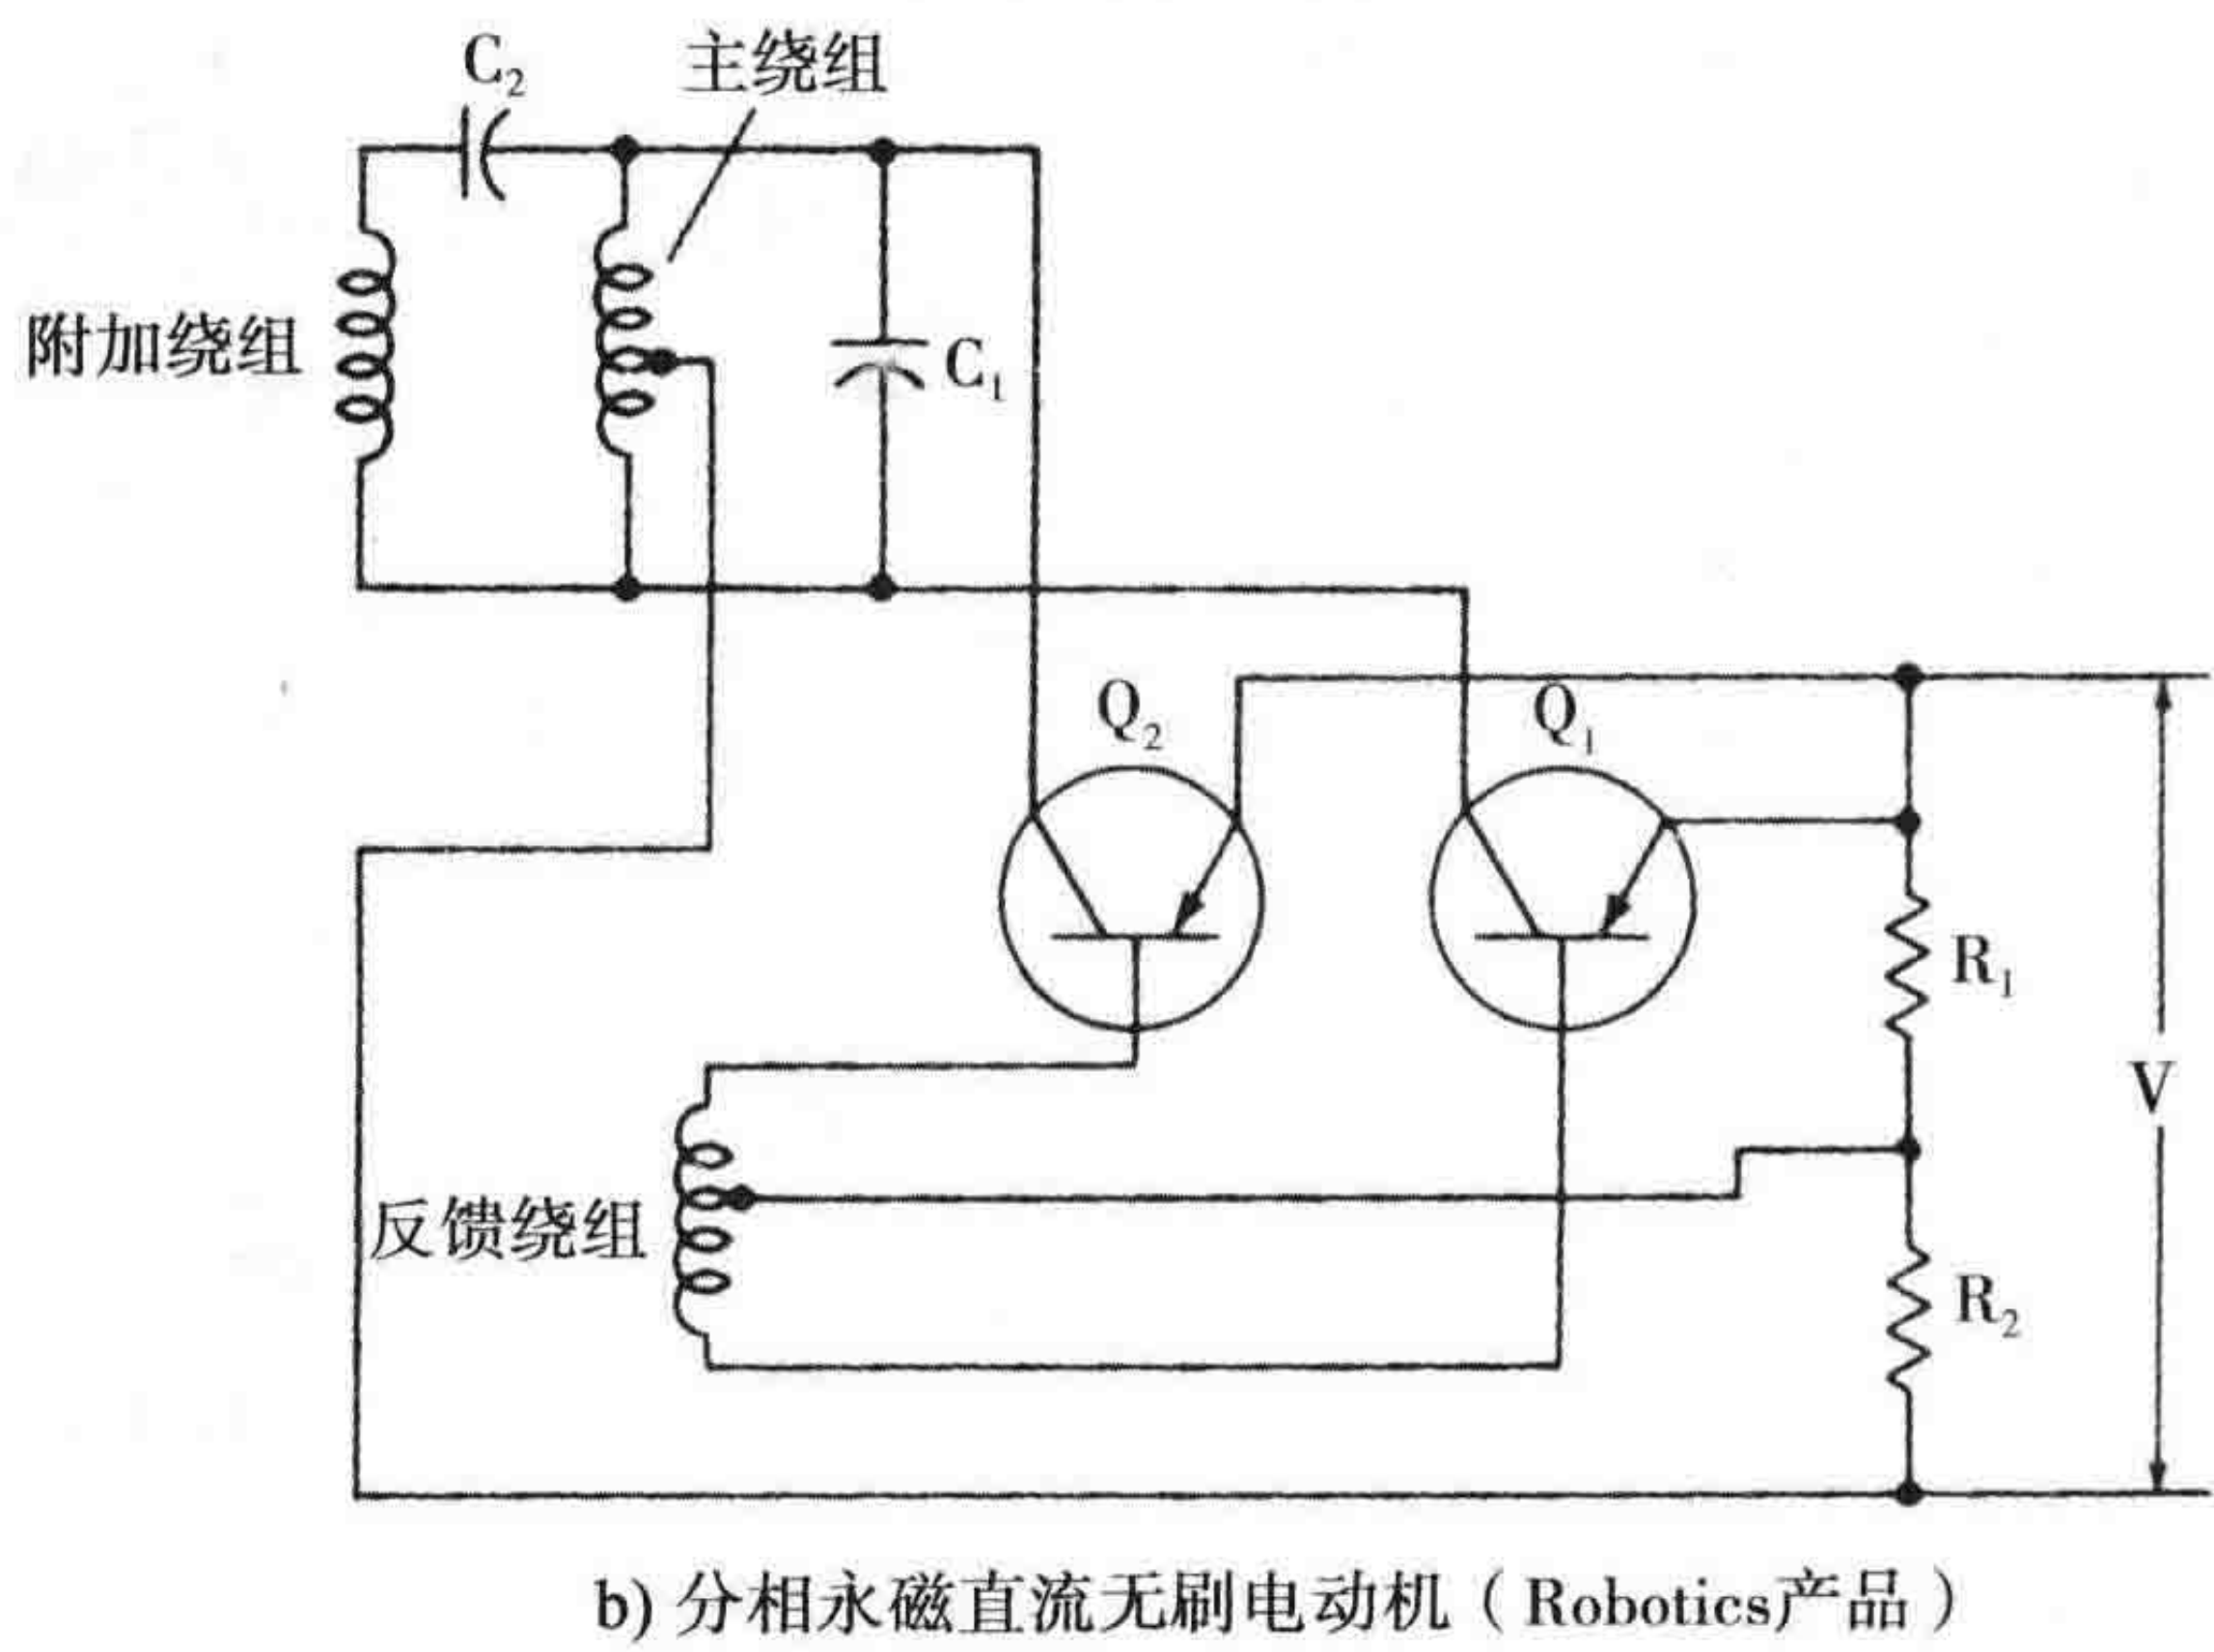 C₂
主绕组
附加绕组
C₁
Q₂
Q₁
R₁
V
反馈绕组
R₂
b) 分相永磁直流无刷电动机（Robotics产品）